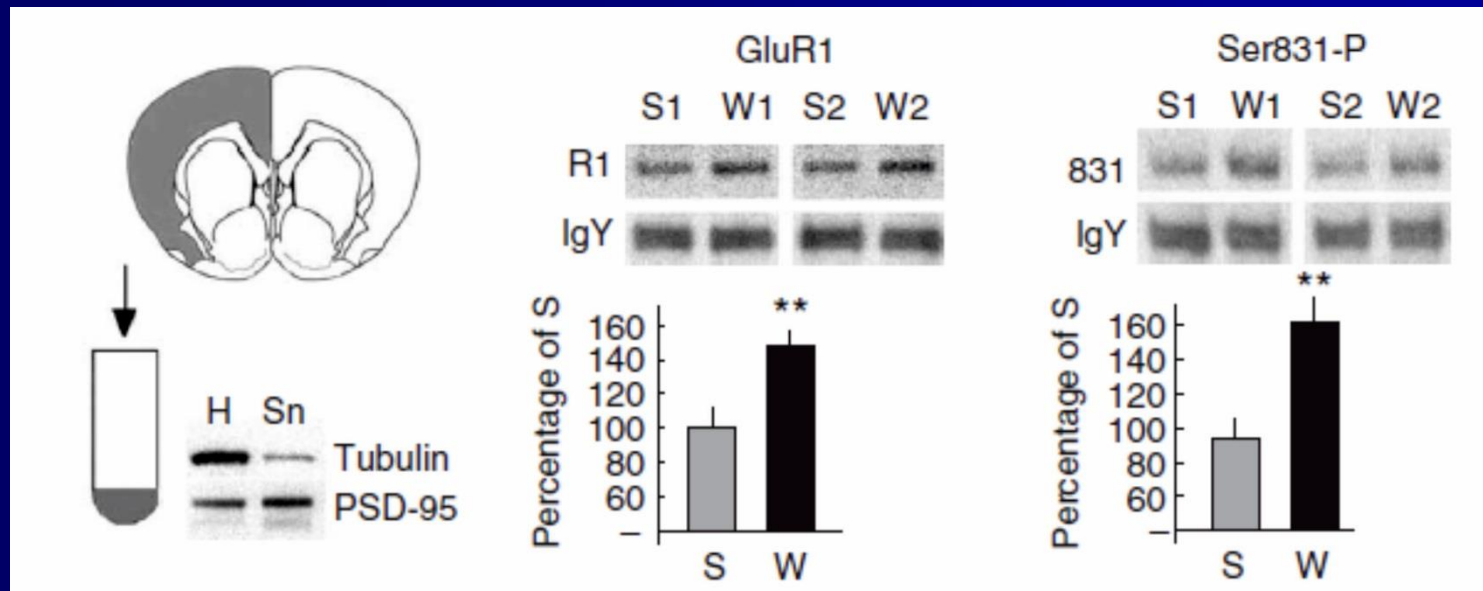 H Sn
Tubulin
PSD-95
GluR1
S1 W1 S2 W2
R1
IgY
Percentage of S
160
140
120
100
80
60
**
S W
Ser831-P
S1 W1 S2 W2
831
IgY
Percentage of S
160
140
120
100
80
60
**
S W